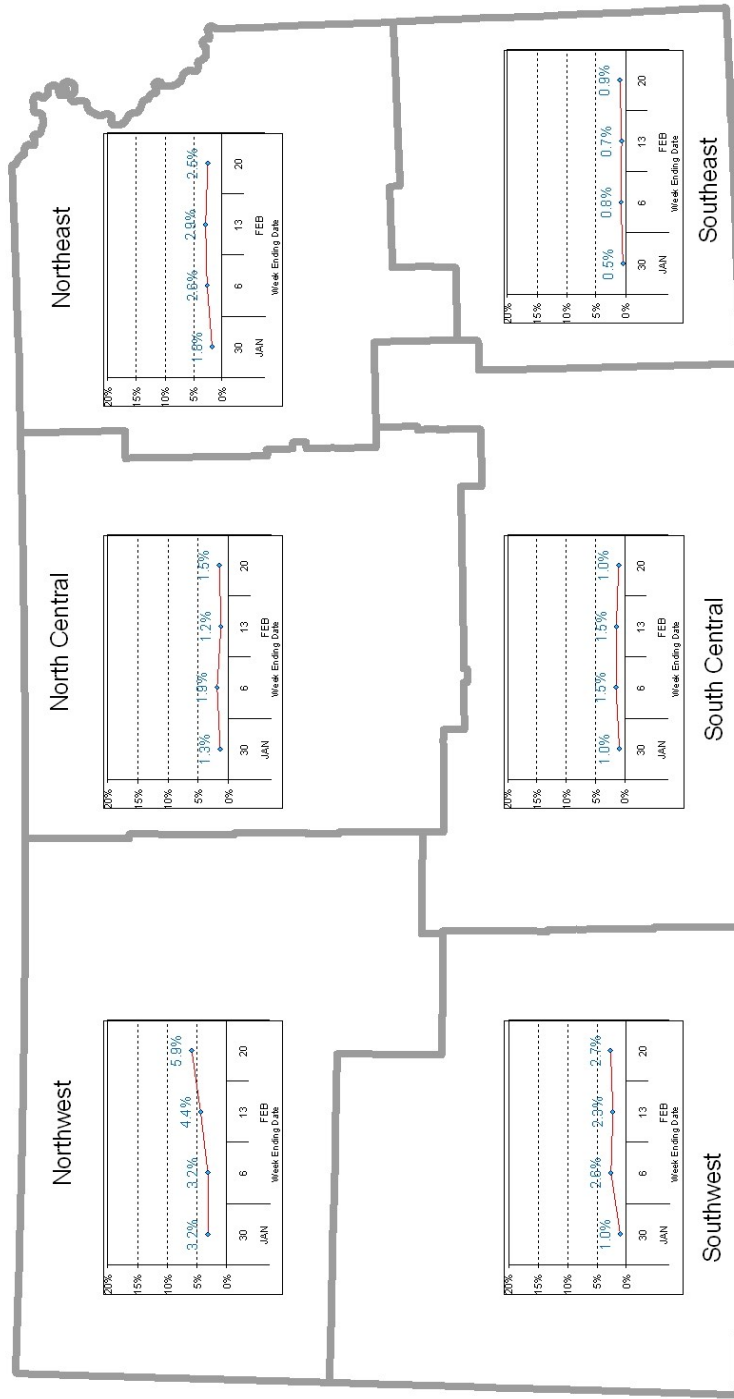 Northwest
20%
15%
10%
5%
0%
3.2% 3.2% 4.4% 5.9%
30 6 13 20
JAN FEB
Week Ending Date
North Central
20%
15%
10%
5%
0%
1.3% 1.9% 1.2% 1.5%
30 6 13 20
JAN FEB
Week Ending Date
Northeast
20%
15%
10%
5%
0%
1.8% 2.6% 2.9% 2.5%
30 6 13 20
JAN FEB
Week Ending Date
20%
15%
10%
5%
0%
1.0% 2.6% 2.3% 2.7%
30 6 13 20
JAN FEB
Week Ending Date
Southwest
20%
15%
10%
5%
0%
1.0% 1.5% 1.5% 1.0%
30 6 13 20
JAN FEB
Week Ending Date
South Central
20%
15%
10%
5%
0%
0.5% 0.8% 0.7% 0.9%
30 6 13 20
JAN FEB
Week Ending Date
Southeast